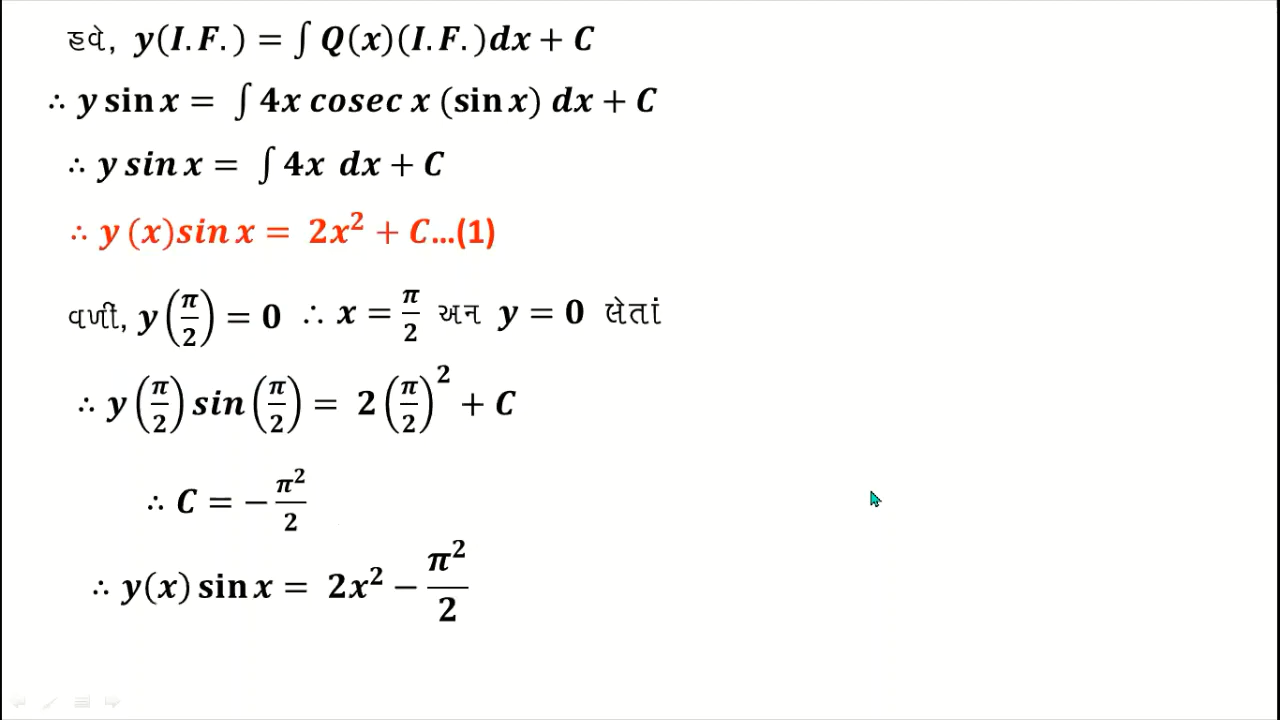 હવે, y(I.F.) = ∫ Q(x)(I.F.)dx + C
∴ y sin x = ∫ 4x cosec x (sin x) dx + C
∴ y sin x = ∫ 4x dx + C
∴ y (x)sin x = 2x² + C...(1)
વળી, y(π/2) = 0 ∴ x = π/2 અન y = 0 લેતાં
∴ y(π/2) sin(π/2) = 2(π/2)² + C
∴ C = −π²/2
∴ y(x) sin x = 2x² − π²/2